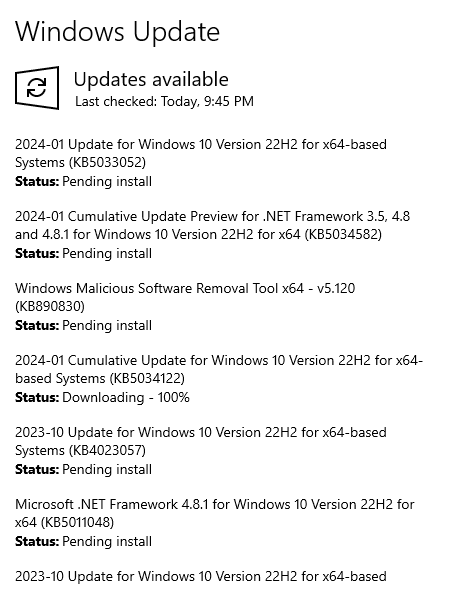 Windows Update
Updates available
Last checked: Today, 9:45 PM
2024-01 Update for Windows 10 Version 22H2 for x64-based
Systems (KB5033052)
Status: Pending install
2024-01 Cumulative Update Preview for .NET Framework 3.5, 4.8
and 4.8.1 for Windows 10 Version 22H2 for x64 (KB5034582)
Status: Pending install
Windows Malicious Software Removal Tool x64 - v5.120
(KB890830)
Status: Pending install
2024-01 Cumulative Update for Windows 10 Version 22H2 for x64-
based Systems (KB5034122)
Status: Downloading - 100%
2023-10 Update for Windows 10 Version 22H2 for x64-based
Systems (KB4023057)
Status: Pending install
Microsoft .NET Framework 4.8.1 for Windows 10 Version 22H2 for
x64 (KB5011048)
Status: Pending install
2023-10 Update for Windows 10 Version 22H2 for x64-based